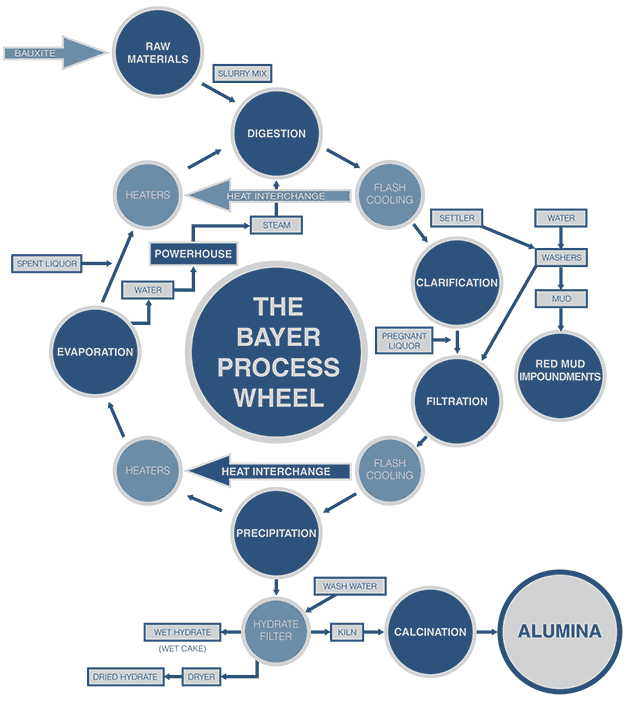 RAW
MATERIALS
BAUXITE
SLURRY MIX
DIGESTION
HEATERS
HEAT INTERCHANGE
FLASH
COOLING
STEAM
SETTLER
WATER
POWERHOUSE
WASHERS
SPENT LIQUOR
WATER
CLARIFICATION
MUD
THE
BAYER
PROCESS
WHEEL
PREGNANT
LIQUOR
EVAPORATION
RED MUD
IMPOUNDMENTS
FILTRATION
HEATERS
HEAT INTERCHANGE
FLASH
COOLING
PRECIPITATION
WASH WATER
HYDRATE
FILTER
WET HYDRATE
(WET CAKE)
KILN
CALCINATION
ALUMINA
DRIED HYDRATE
DRYER